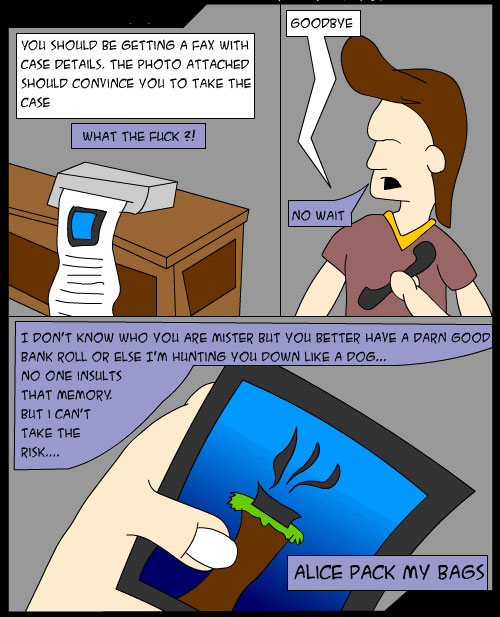 YOU SHOULD BE GETTING A FAX WITH
CASE DETAILS. THE PHOTO ATTACHED
SHOULD CONVINCE YOU TO TAKE THE
CASE
WHAT THE FUCK ?!
GOODBYE
NO WAIT
I DON'T KNOW WHO YOU ARE MISTER BUT YOU BETTER HAVE A DARN GOOD
BANK ROLL OR ELSE I'M HUNTING YOU DOWN LIKE A DOG...
NO ONE INSULTS
THAT MEMORY.
BUT I CAN'T
TAKE THE
RISK....
ALICE PACK MY BAGS